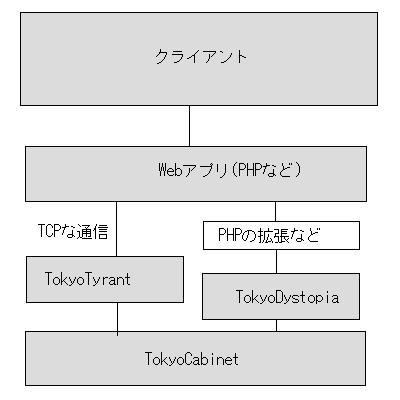 クライアント
Webアプリ(PHPなど)
TCPな通信
PHPの拡張など
TokyoTyrant
TokyoDystopia
TokyoCabinet